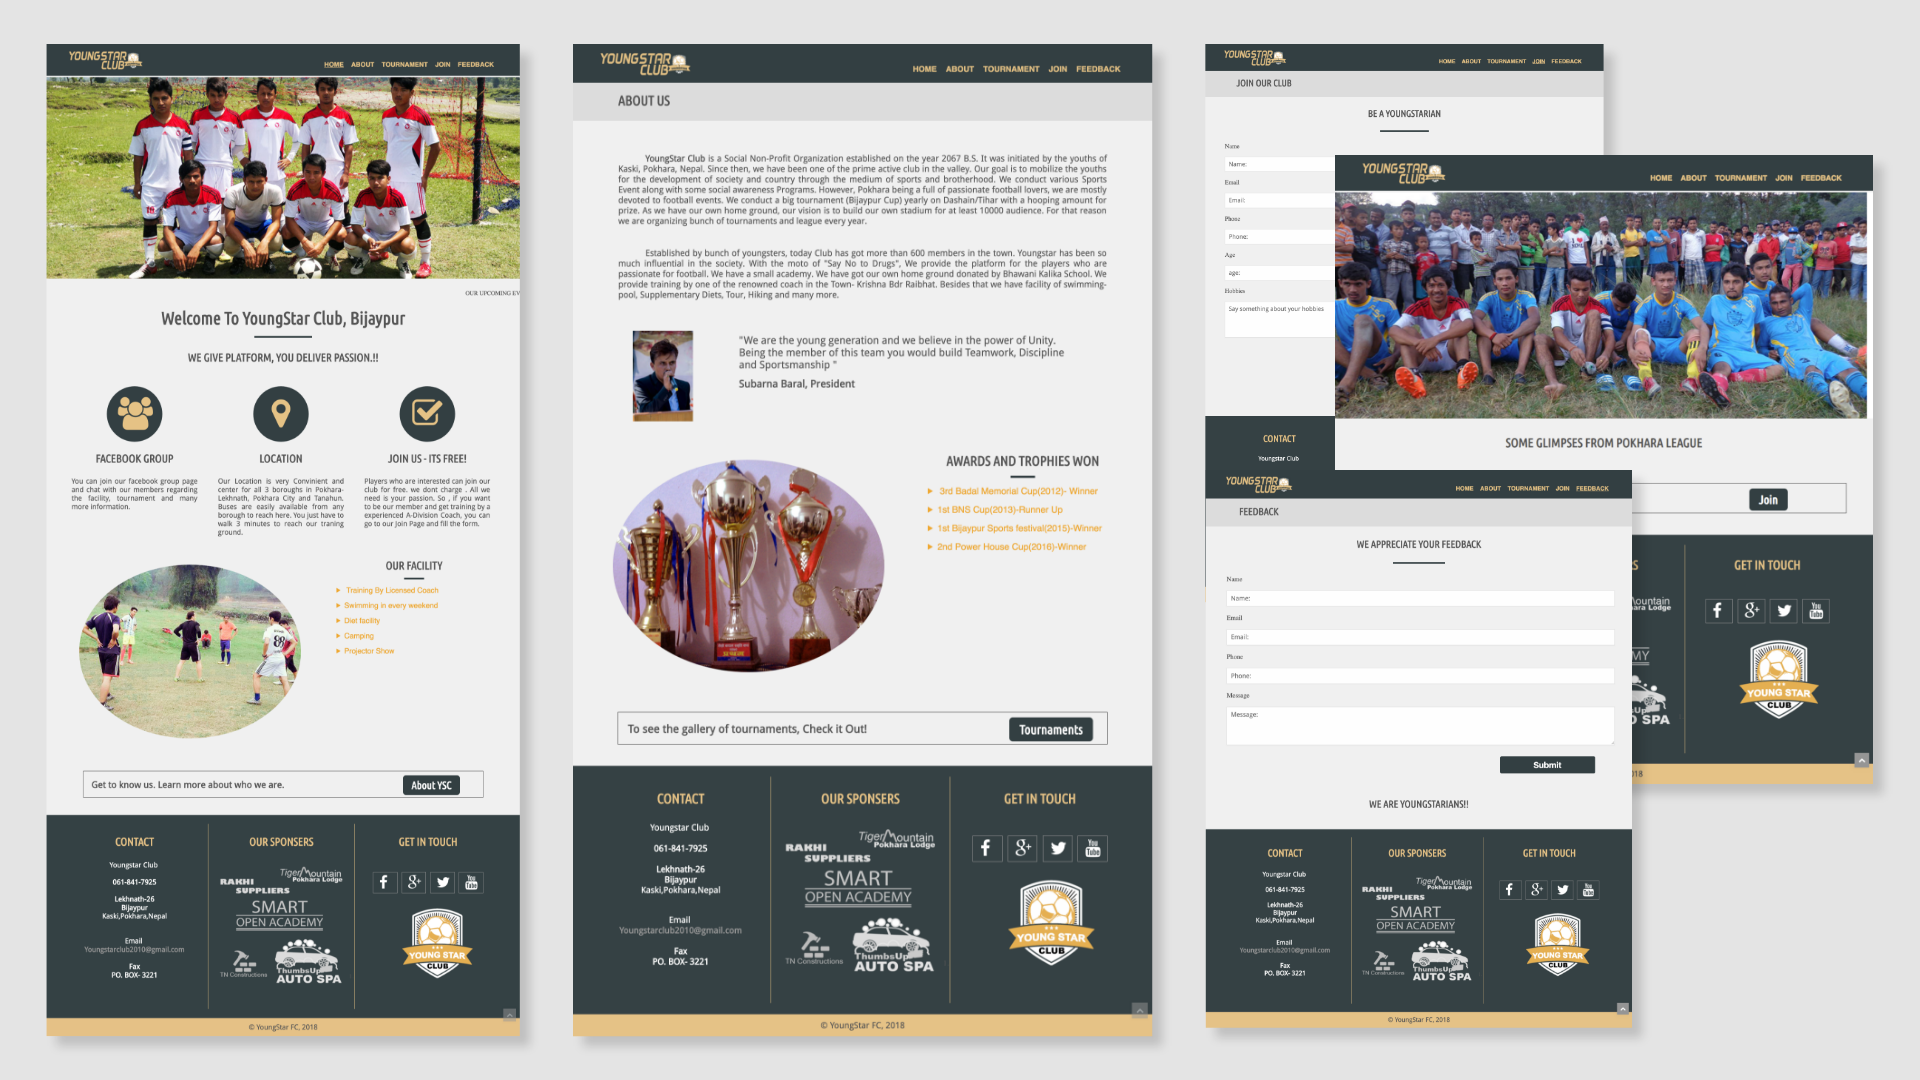 YOUNGSTAR
CLUB
HOME ABOUT TOURNAMENT JOIN FEEDBACK
OUR UPCOMING EV
Welcome To YoungStar Club, Bijaypur
WE GIVE PLATFORM, YOU DELIVER PASSION.!!
FACEBOOK GROUP
You can join our facebook group page
and chat with our members regarding
the facility, tournament and many
more information.
LOCATION
Our Location is very Convinient and
center for all 3 boroughs in Pokhara-
Lekhnath, Pokhara City and Tanahun.
Buses are easily available from any
borough to reach here. You just have to
walk 3 minutes to reach our traning
ground.
JOIN US - ITS FREE!
Players who are interested can join our
club for free. we dont charge . All we
need is your passion. So , if you want
to be our member and get training by a
experienced A-Division Coach, you can
go to our Join Page and fill the form.
OUR FACILITY
Training By Licensed Coach
Swimming in every weekend
Diet facility
Camping
Projector Show
Get to know us. Learn more about who we are.
About YSC
CONTACT
Youngstar Club
061-841-7925
Lekhnath-26
Bijaypur
Kaski,Pokhara,Nepal
Email
Youngstarclub2010@gmail.com
Fax
PO. BOX- 3221
OUR SPONSERS
TigerMountain
Pokhara Lodge
RAKHI
SUPPLIERS
SMART
OPEN ACADEMY
TN Constructions
ThumbsUp
AUTO SPA
GET IN TOUCH
f g+ You Tube
YOUNG STAR
CLUB
© YoungStar FC, 2018
YOUNGSTAR
CLUB
HOME ABOUT TOURNAMENT JOIN FEEDBACK
ABOUT US
YoungStar Club is a Social Non-Profit Organization established on the year 2067 B.S. It was initiated by the youths of
Kaski, Pokhara, Nepal. Since then, we have been one of the prime active club in the valley. Our goal is to mobilize the youths
for the development of society and country through the medium of sports and brotherhood. We conduct various Sports
Event along with some social awareness Programs. However, Pokhara being a full of passionate football lovers, we are mostly
devoted to football events. We conduct a big tournament (Bijaypur Cup) yearly on Dashain/Tihar with a hooping amount for
prize. As we have our own home ground, our vision is to build our own stadium for at least 10000 audience. For that reason
we are organizing bunch of tournaments and league every year.
Established by bunch of youngsters, today Club has got more than 600 members in the town. Youngstar has been so
much influential in the society. With the moto of "Say No to Drugs", We provide the platform for the players who are
passionate for football. We have a small academy. We have got our own home ground donated by Bhawani Kalika School. We
provide training by one of the renowned coach in the Town- Krishna Bdr Raibhat. Besides that we have facility of swimming-
pool, Supplementary Diets, Tour, Hiking and many more.
"We are the young generation and we believe in the power of Unity.
Being the member of this team you would build Teamwork, Discipline
and Sportsmanship "
Subarna Baral, President
AWARDS AND TROPHIES WON
3rd Badal Memorial Cup(2012)- Winner
1st BNS Cup(2013)-Runner Up
1st Bijaypur Sports festival(2015)-Winner
2nd Power House Cup(2016)-Winner
To see the gallery of tournaments, Check it Out!
Tournaments
CONTACT
Youngstar Club
061-841-7925
Lekhnath-26
Bijaypur
Kaski,Pokhara,Nepal
Email
Youngstarclub2010@gmail.com
Fax
PO. BOX- 3221
OUR SPONSERS
TigerMountain
Pokhara Lodge
RAKHI
SUPPLIERS
SMART
OPEN ACADEMY
TN Constructions
ThumbsUp
AUTO SPA
GET IN TOUCH
f g+ You Tube
YOUNG STAR
CLUB
© YoungStar FC, 2018
YOUNGSTAR
CLUB
HOME ABOUT TOURNAMENT JOIN FEEDBACK
JOIN OUR CLUB
BE A YOUNGSTARIAN
Name
Name:
Email
Email:
Phone
Phone:
Age
age:
Hobbies
Say something about your hobbies
CONTACT
Youngstar Club
YOUNGSTAR
CLUB
HOME ABOUT TOURNAMENT JOIN FEEDBACK
SOME GLIMPSES FROM POKHARA LEAGUE
Join
S
ountain
ara Lodge
MY
SPA
GET IN TOUCH
f g+ You Tube
YOUNG STAR
CLUB
018
YOUNGSTAR
CLUB
HOME ABOUT TOURNAMENT JOIN FEEDBACK
FEEDBACK
WE APPRECIATE YOUR FEEDBACK
Name
Name:
Email
Email:
Phone
Phone:
Message
Message:
Submit
WE ARE YOUNGSTARIANS!!
CONTACT
Youngstar Club
061-841-7925
Lekhnath-26
Bijaypur
Kaski,Pokhara,Nepal
Email
Youngstarclub2010@gmail.com
Fax
PO. BOX- 3221
OUR SPONSERS
TigerMountain
Pokhara Lodge
RAKHI
SUPPLIERS
SMART
OPEN ACADEMY
TN Constructions
ThumbsUp
AUTO SPA
GET IN TOUCH
f g+ You Tube
YOUNG STAR
CLUB
© YoungStar FC, 2018